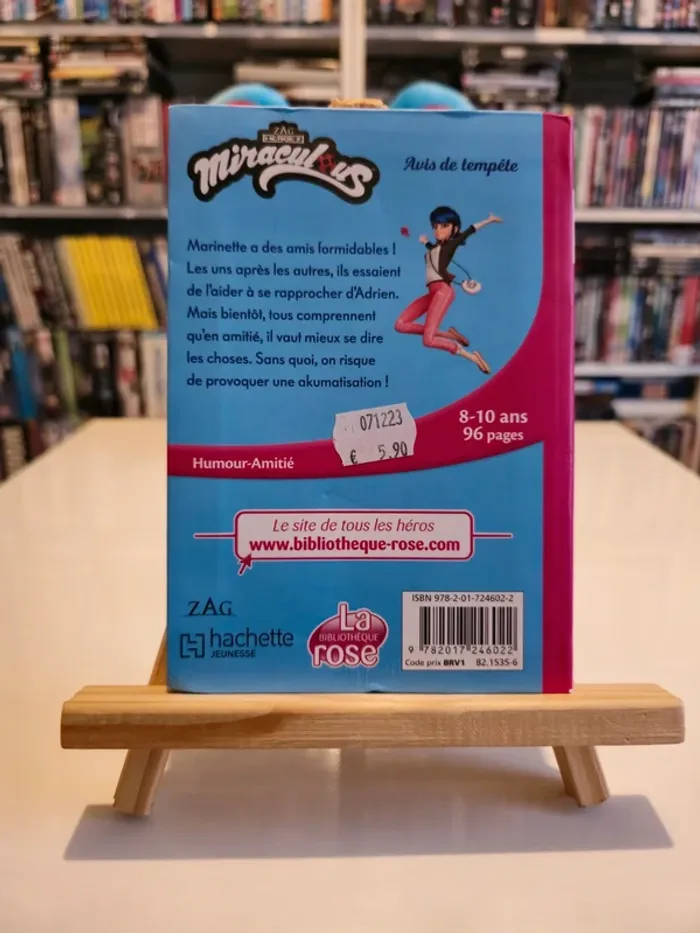 ZAG
Miraculous
Avis de tempête
Marinette a des amis formidables !
Les uns après les autres, ils essaient
de l'aider à se rapprocher d'Adrien.
Mais bientôt, tous comprennent
qu'en amitié, il vaut mieux se dire
les choses. Sans quoi, on risque
de provoquer une akumatisation !
071223
€ 5.90
8-10 ans
96 pages
Humour-Amitié
Le site de tous les héros
www.bibliotheque-rose.com
ZAG
hachette
JEUNESSE
La
BIBLIOTHÈQUE
rose
ISBN 978-2-01-724602-2
9 782017 246022
Code prix BRV1 82.1535-6